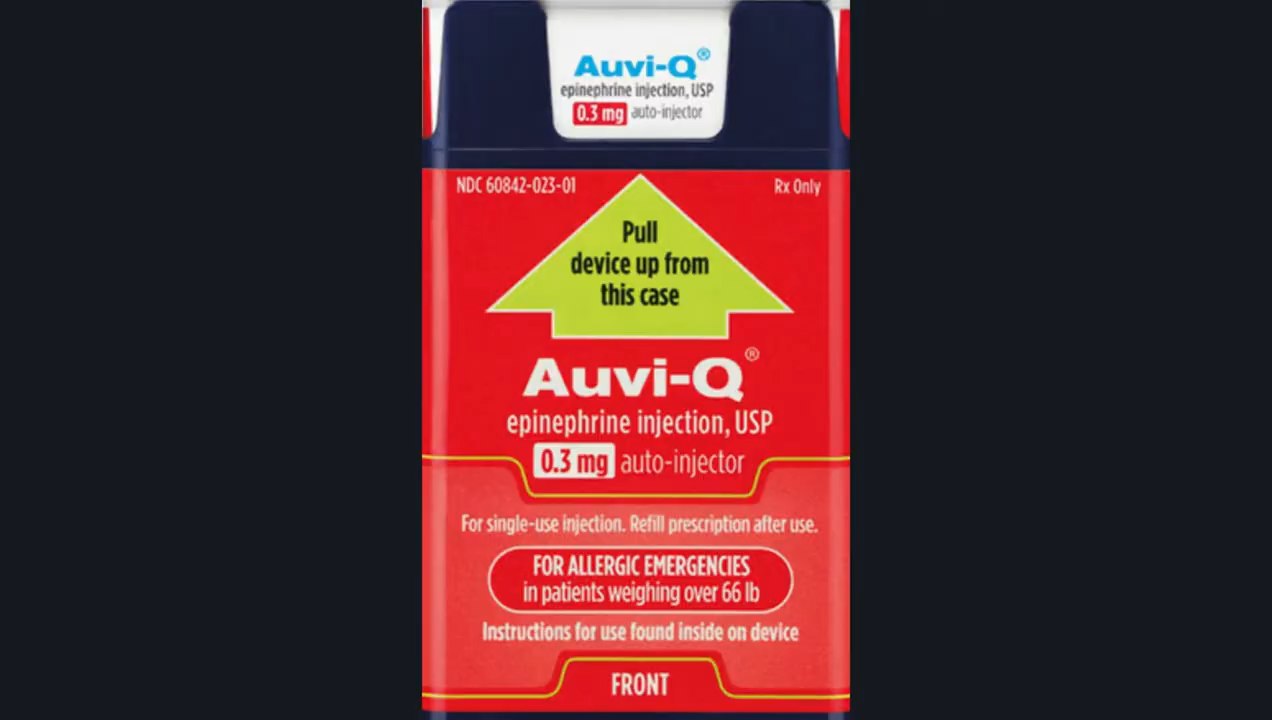 Auvi-Q®
epinephrine injection, USP
0.3 mg auto-injector
NDC 60842-023-01
Rx Only
Pull
device up from
this case
Auvi-Q®
epinephrine injection, USP
0.3 mg auto-injector
For single-use injection. Refill prescription after use.
FOR ALLERGIC EMERGENCIES
in patients weighing over 66 lb
Instructions for use found inside on device
FRONT